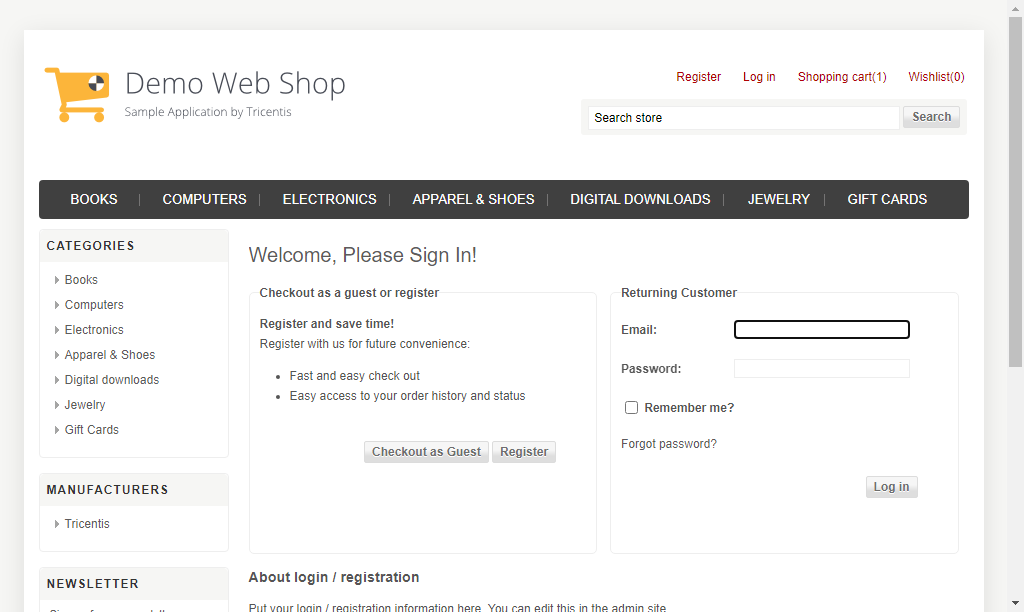 Demo Web Shop
Sample Application by Tricentis
Register Log in Shopping cart(1) Wishlist(0)
Search store Search
BOOKS COMPUTERS ELECTRONICS APPAREL & SHOES DIGITAL DOWNLOADS JEWELRY GIFT CARDS
CATEGORIES
Books
Computers
Electronics
Apparel & Shoes
Digital downloads
Jewelry
Gift Cards
MANUFACTURERS
Tricentis
NEWSLETTER
Welcome, Please Sign In!
Checkout as a guest or register
Register and save time!
Register with us for future convenience:
Fast and easy check out
Easy access to your order history and status
Checkout as Guest Register
Returning Customer
Email:
Password:
Remember me?
Forgot password?
Log in
About login / registration
Put your login / registration information here. You can edit this in the admin site.